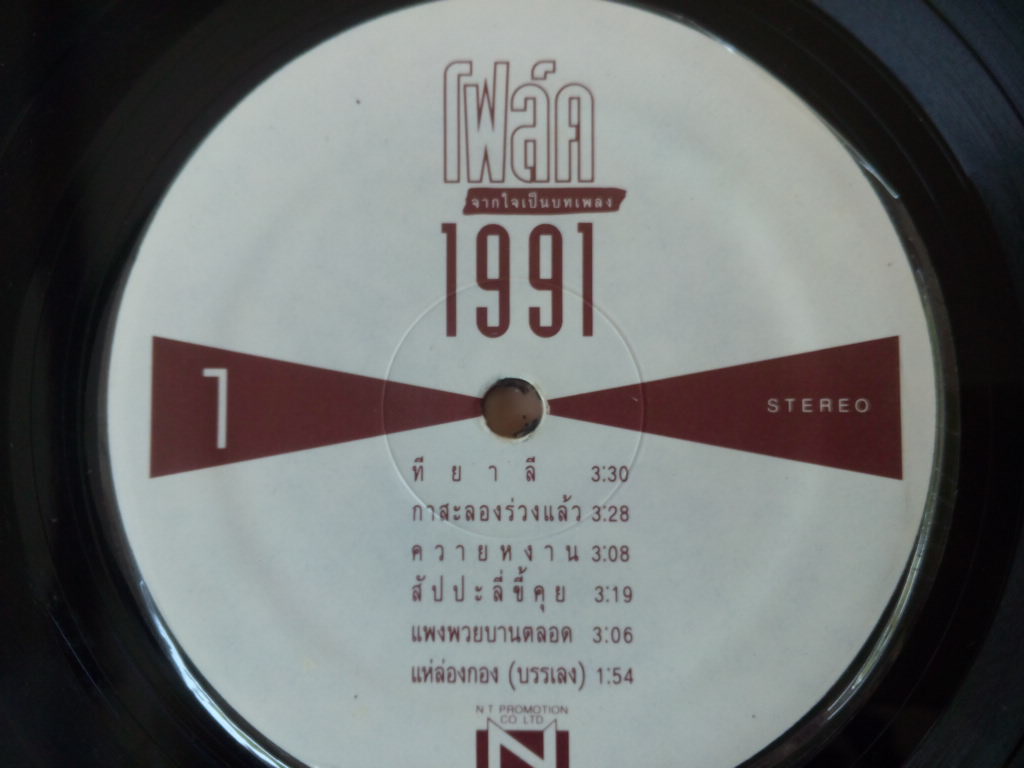 โฟล์ค
จากใจเป็นบทเพลง
1991
1
STEREO
ทียาลี 3:30
กาสะลองร่วงแล้ว 3:28
ควายหงาน 3:08
สัปปะลี่ขี้คุย 3:19
แพงพวยบานตลอด 3:06
แห่ล่องกอง (บรรเลง) 1:54
N T PROMOTION
CO LTD
N